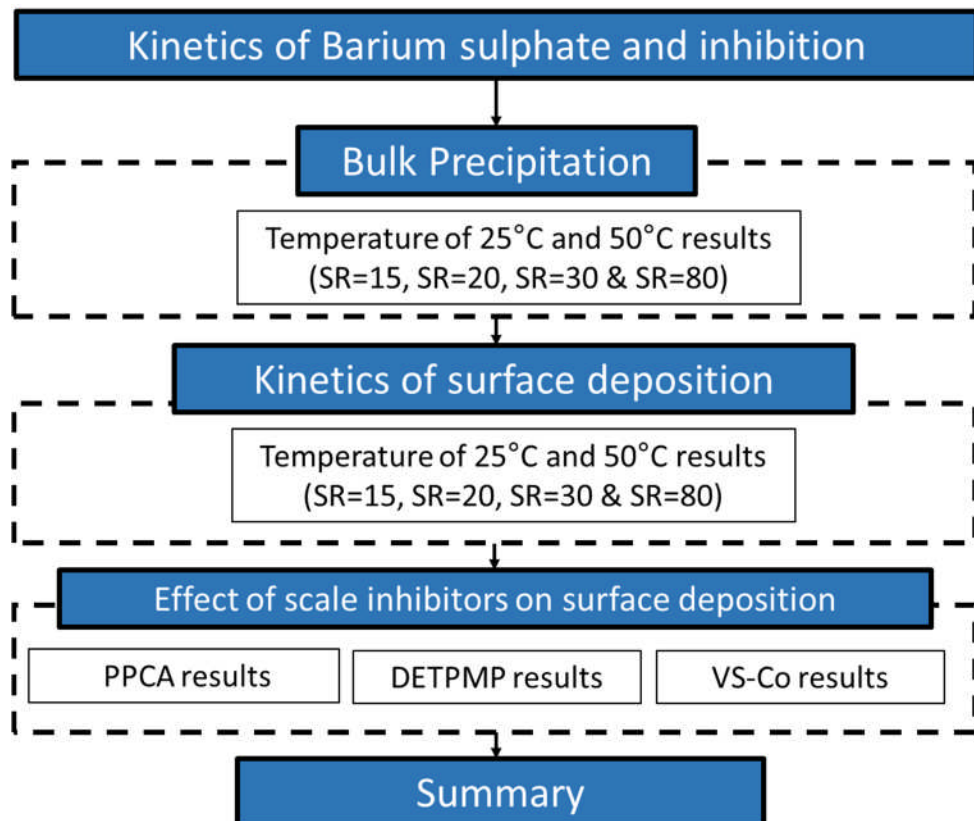 Kinetics of Barium sulphate and inhibition
Bulk Precipitation
Temperature of 25°C and 50°C results
(SR=15, SR=20, SR=30 & SR=80)
Kinetics of surface deposition
Temperature of 25°C and 50°C results
(SR=15, SR=20, SR=30 & SR=80)
Effect of scale inhibitors on surface deposition
PPCA results
DETPMP results
VS-Co results
Summary